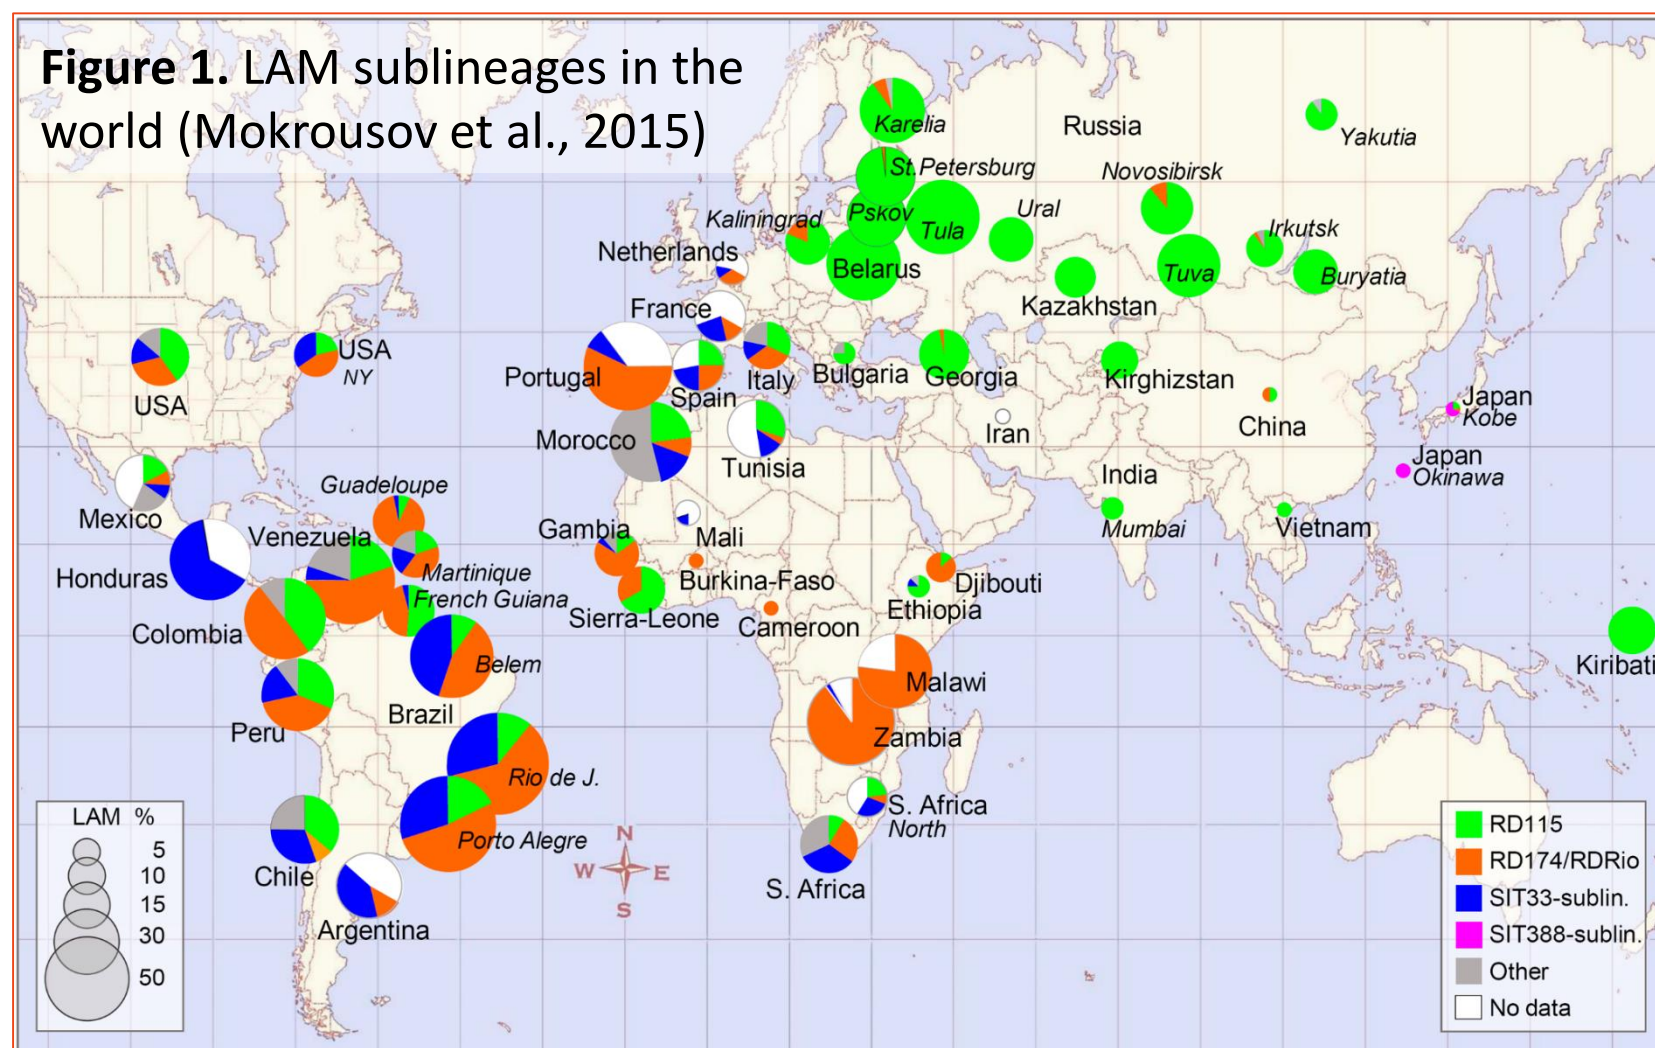 Figure 1. LAM sublineages in the
world (Mokrousov et al., 2015)
Karelia
Russia
Yakutia
St.Petersburg
Novosibirsk
Kaliningrad
Pskov
Tula
Ural
Irkutsk
Netherlands
Belarus
Tuva
Buryatia
France
Kazakhstan
USA
NY
Portugal
Spain
Italy
Bulgaria
Georgia
Kirghizstan
USA
Japan
Kobe
Morocco
Iran
China
Tunisia
Japan
Okinawa
India
Guadeloupe
Mexico
Mumbai
Vietnam
Venezuela
Gambia
Mali
Honduras
Martinique
Burkina-Faso
Djibouti
French Guiana
Ethiopia
Sierra-Leone
Cameroon
Colombia
Belem
Kiribati
Malawi
Brazil
Peru
Zambia
Rio de J.
S. Africa
North
Porto Alegre
Chile
S. Africa
Argentina
N
W E
S
LAM %
5
10
15
30
50
RD115
RD174/RDRio
SIT33-sublin.
SIT388-sublin.
Other
No data